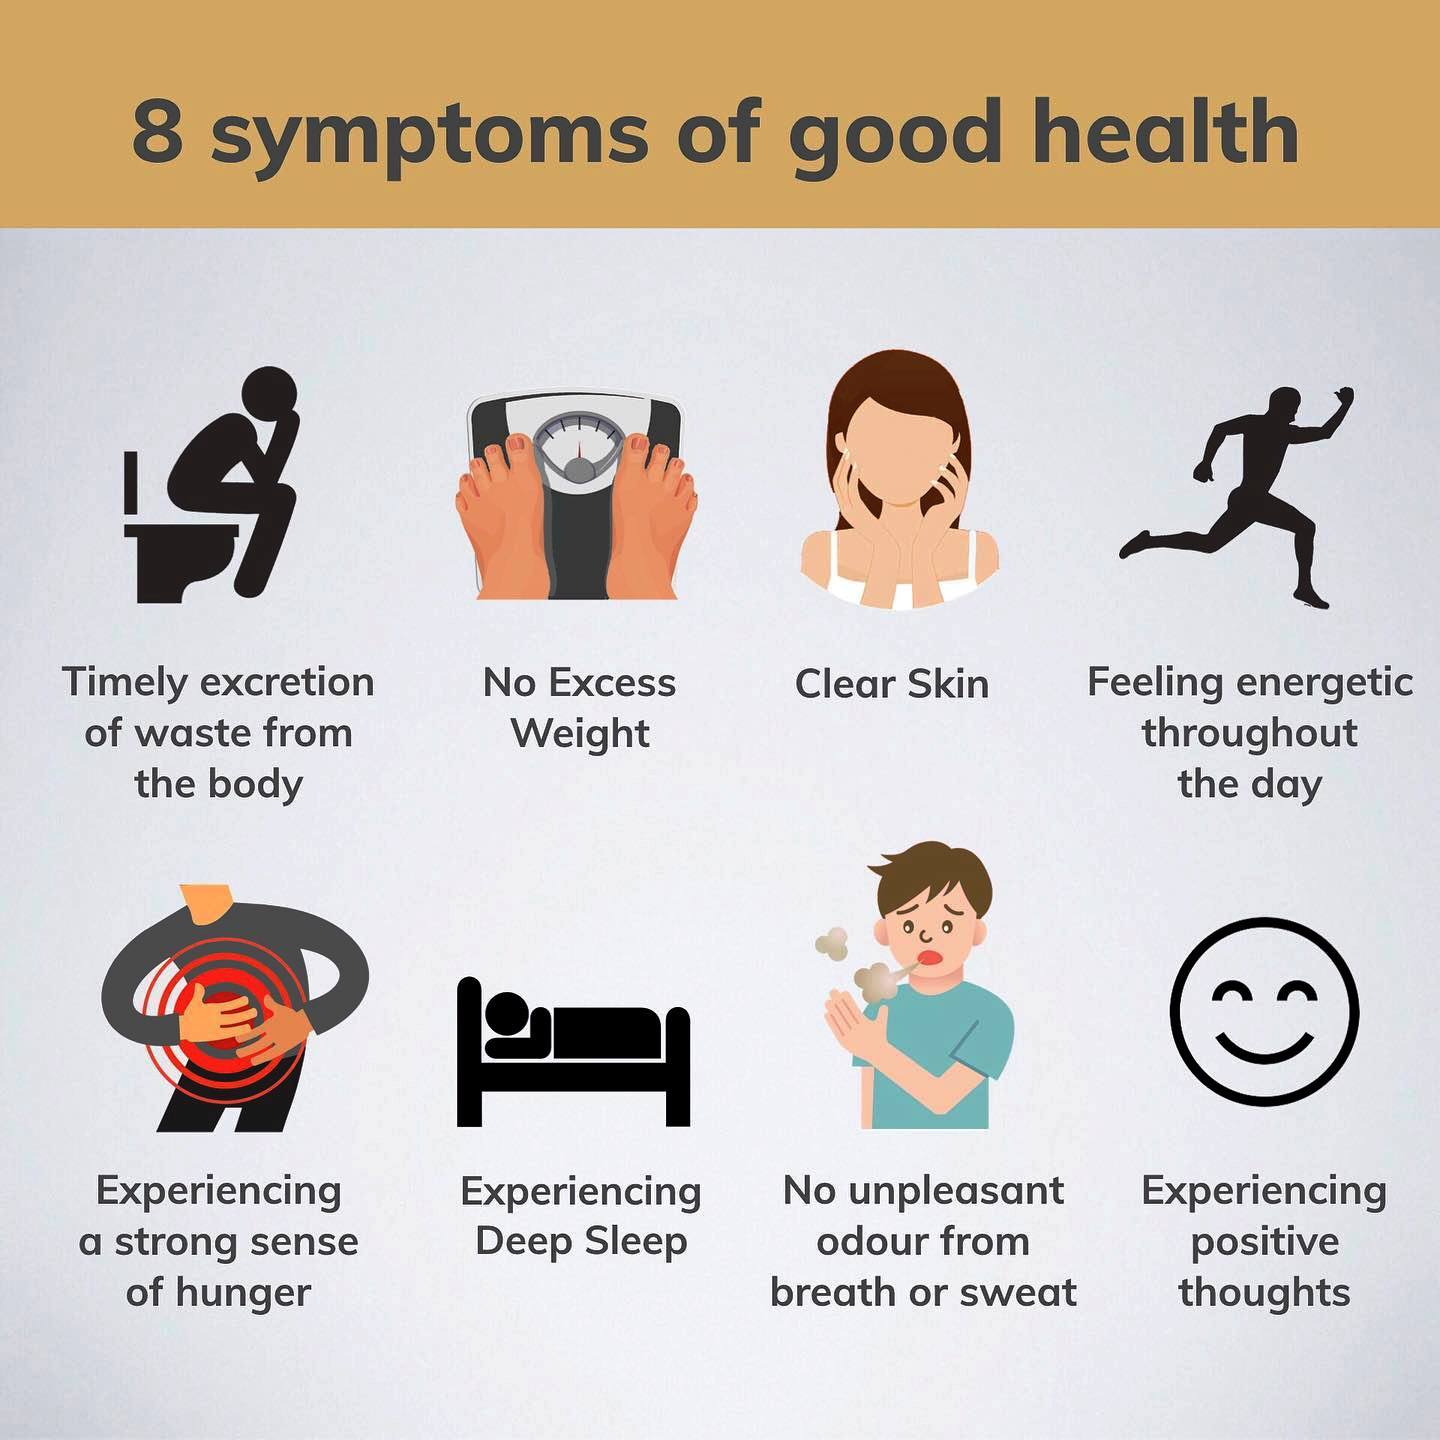 8 symptoms of good health
Timely excretion
of waste from
the body
No Excess
Weight
Clear Skin
Feeling energetic
throughout
the day
Experiencing
a strong sense
of hunger
Experiencing
Deep Sleep
No unpleasant
odour from
breath or sweat
Experiencing
positive
thoughts